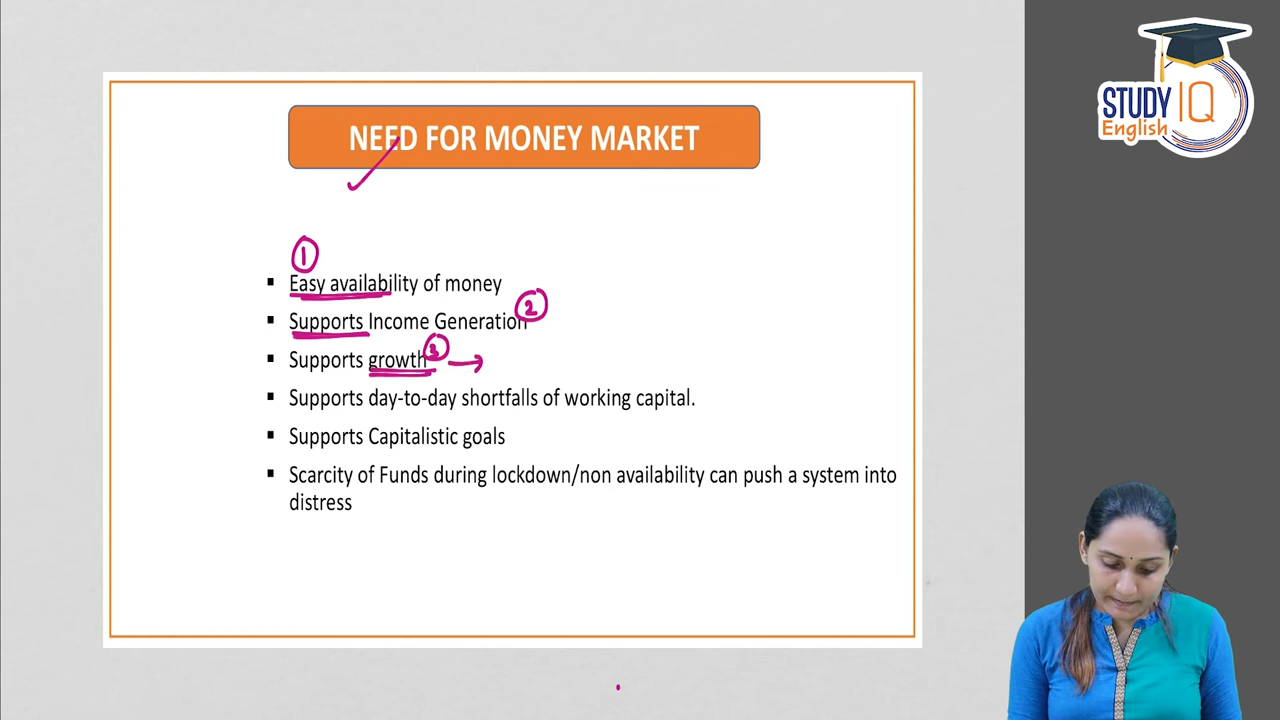 STUDY IQ
English
NEED FOR MONEY MARKET
1
▪ Easy availability of money
▪ Supports Income Generation 2
▪ Supports growth 3 →
▪ Supports day-to-day shortfalls of working capital.
▪ Supports Capitalistic goals
▪ Scarcity of Funds during lockdown/non availability can push a system into
distress